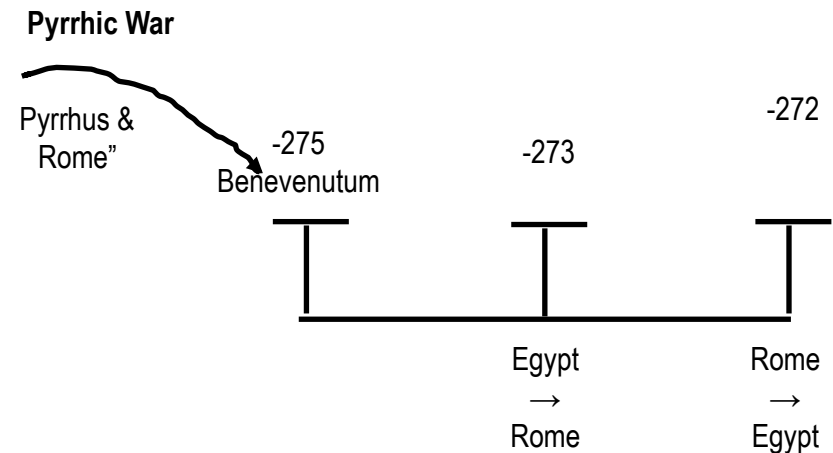 Pyrrhic War
Pyrrhus &
Rome”
-275
Benevenutum
-273
-272
Egypt
→
Rome
Rome
→
Egypt